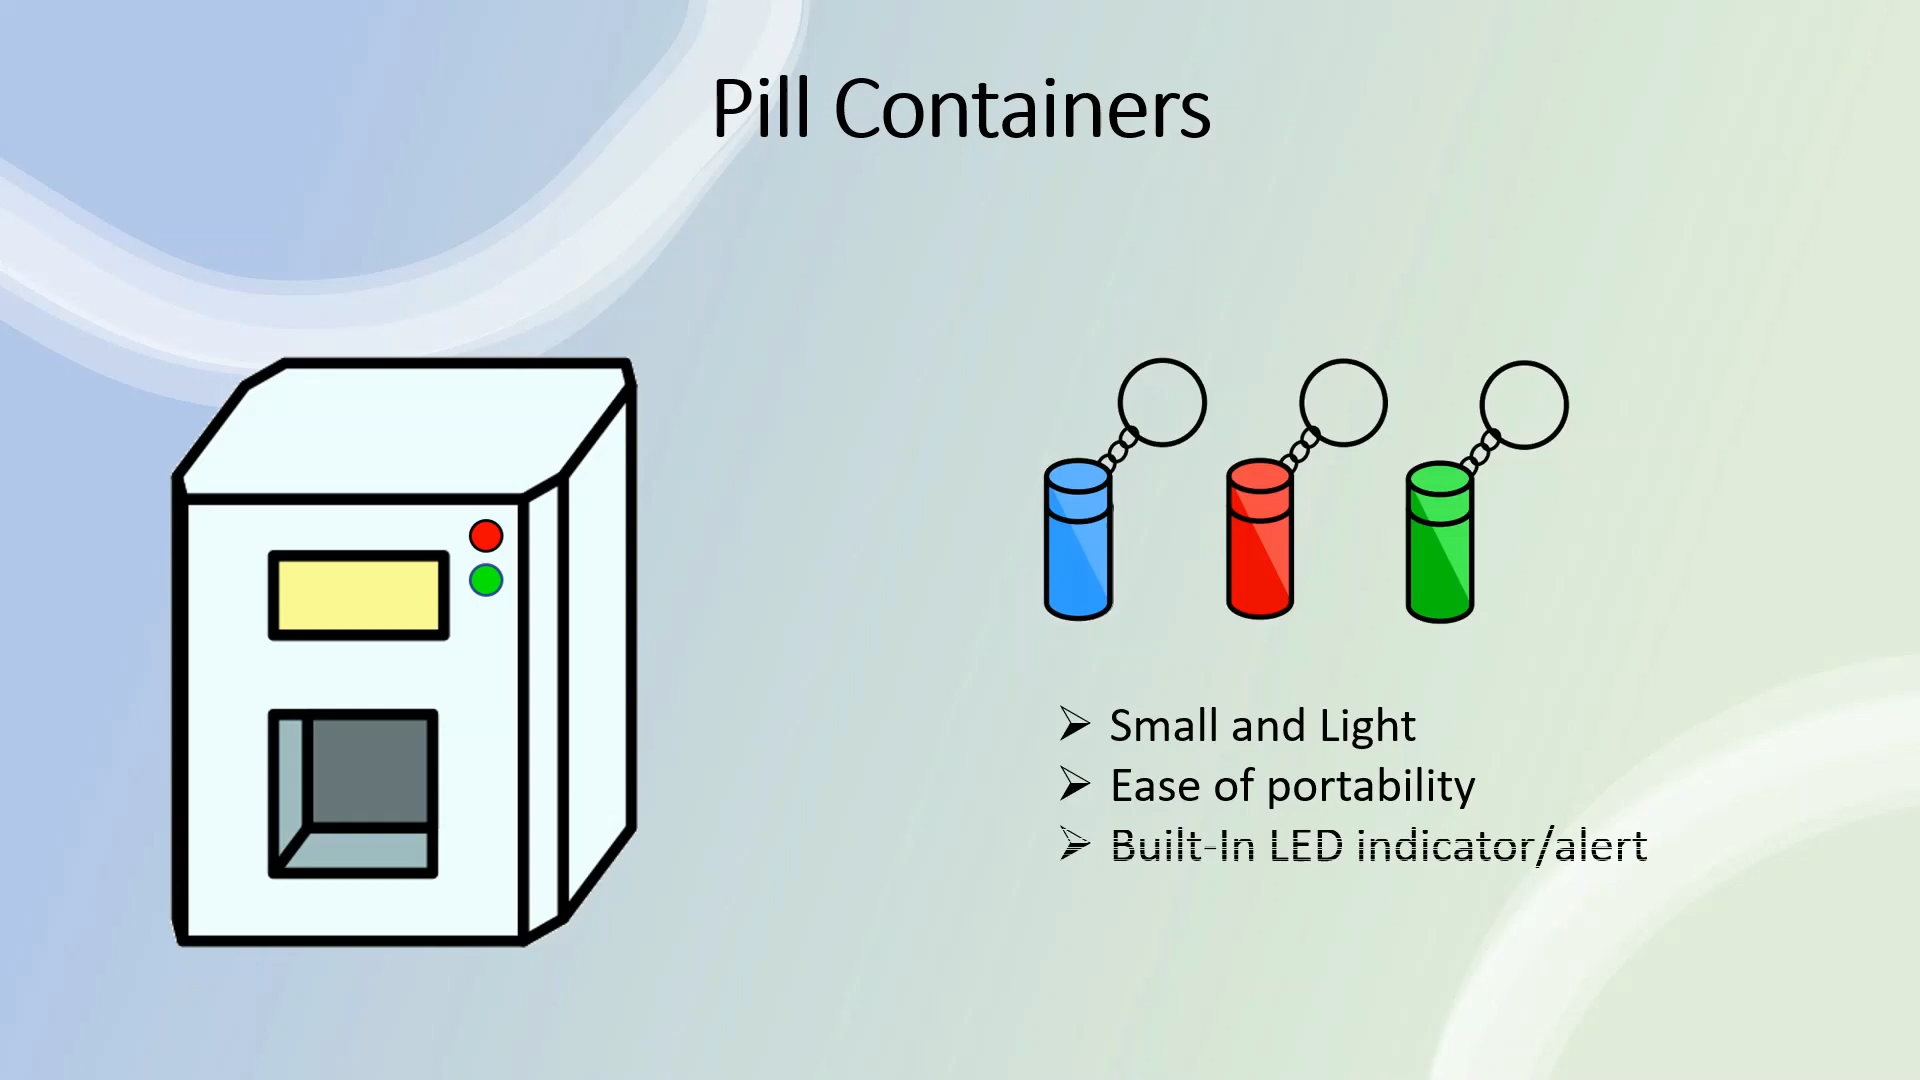 Pill Containers
Small and Light
Ease of portability
Built-In LED indicator/alert